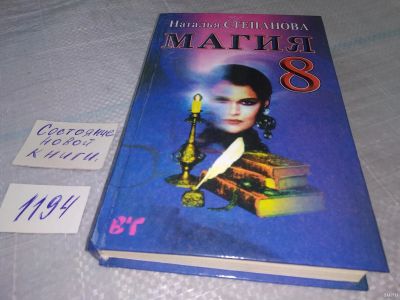 Наталья СТЕПАНОВА
МАГИЯ
8
Состояние
новой
книги.
1194